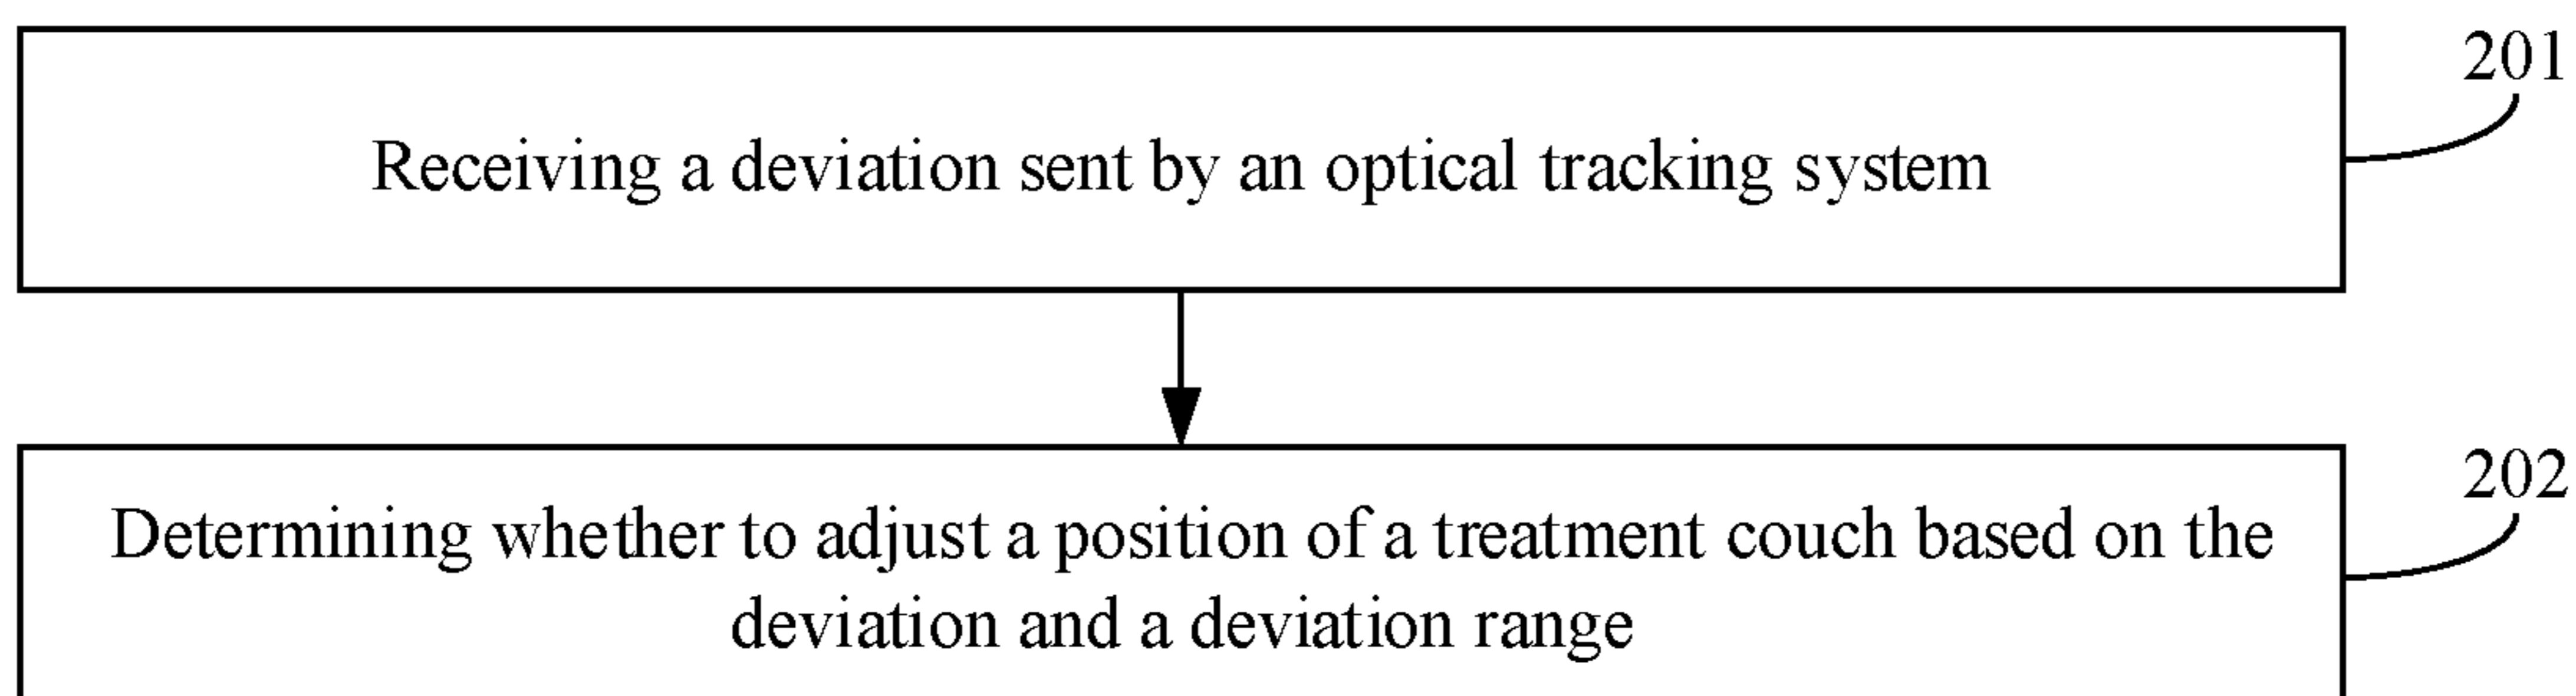 201
Receiving a deviation sent by an optical tracking system
202
Determining whether to adjust a position of a treatment couch based on the
deviation and a deviation range